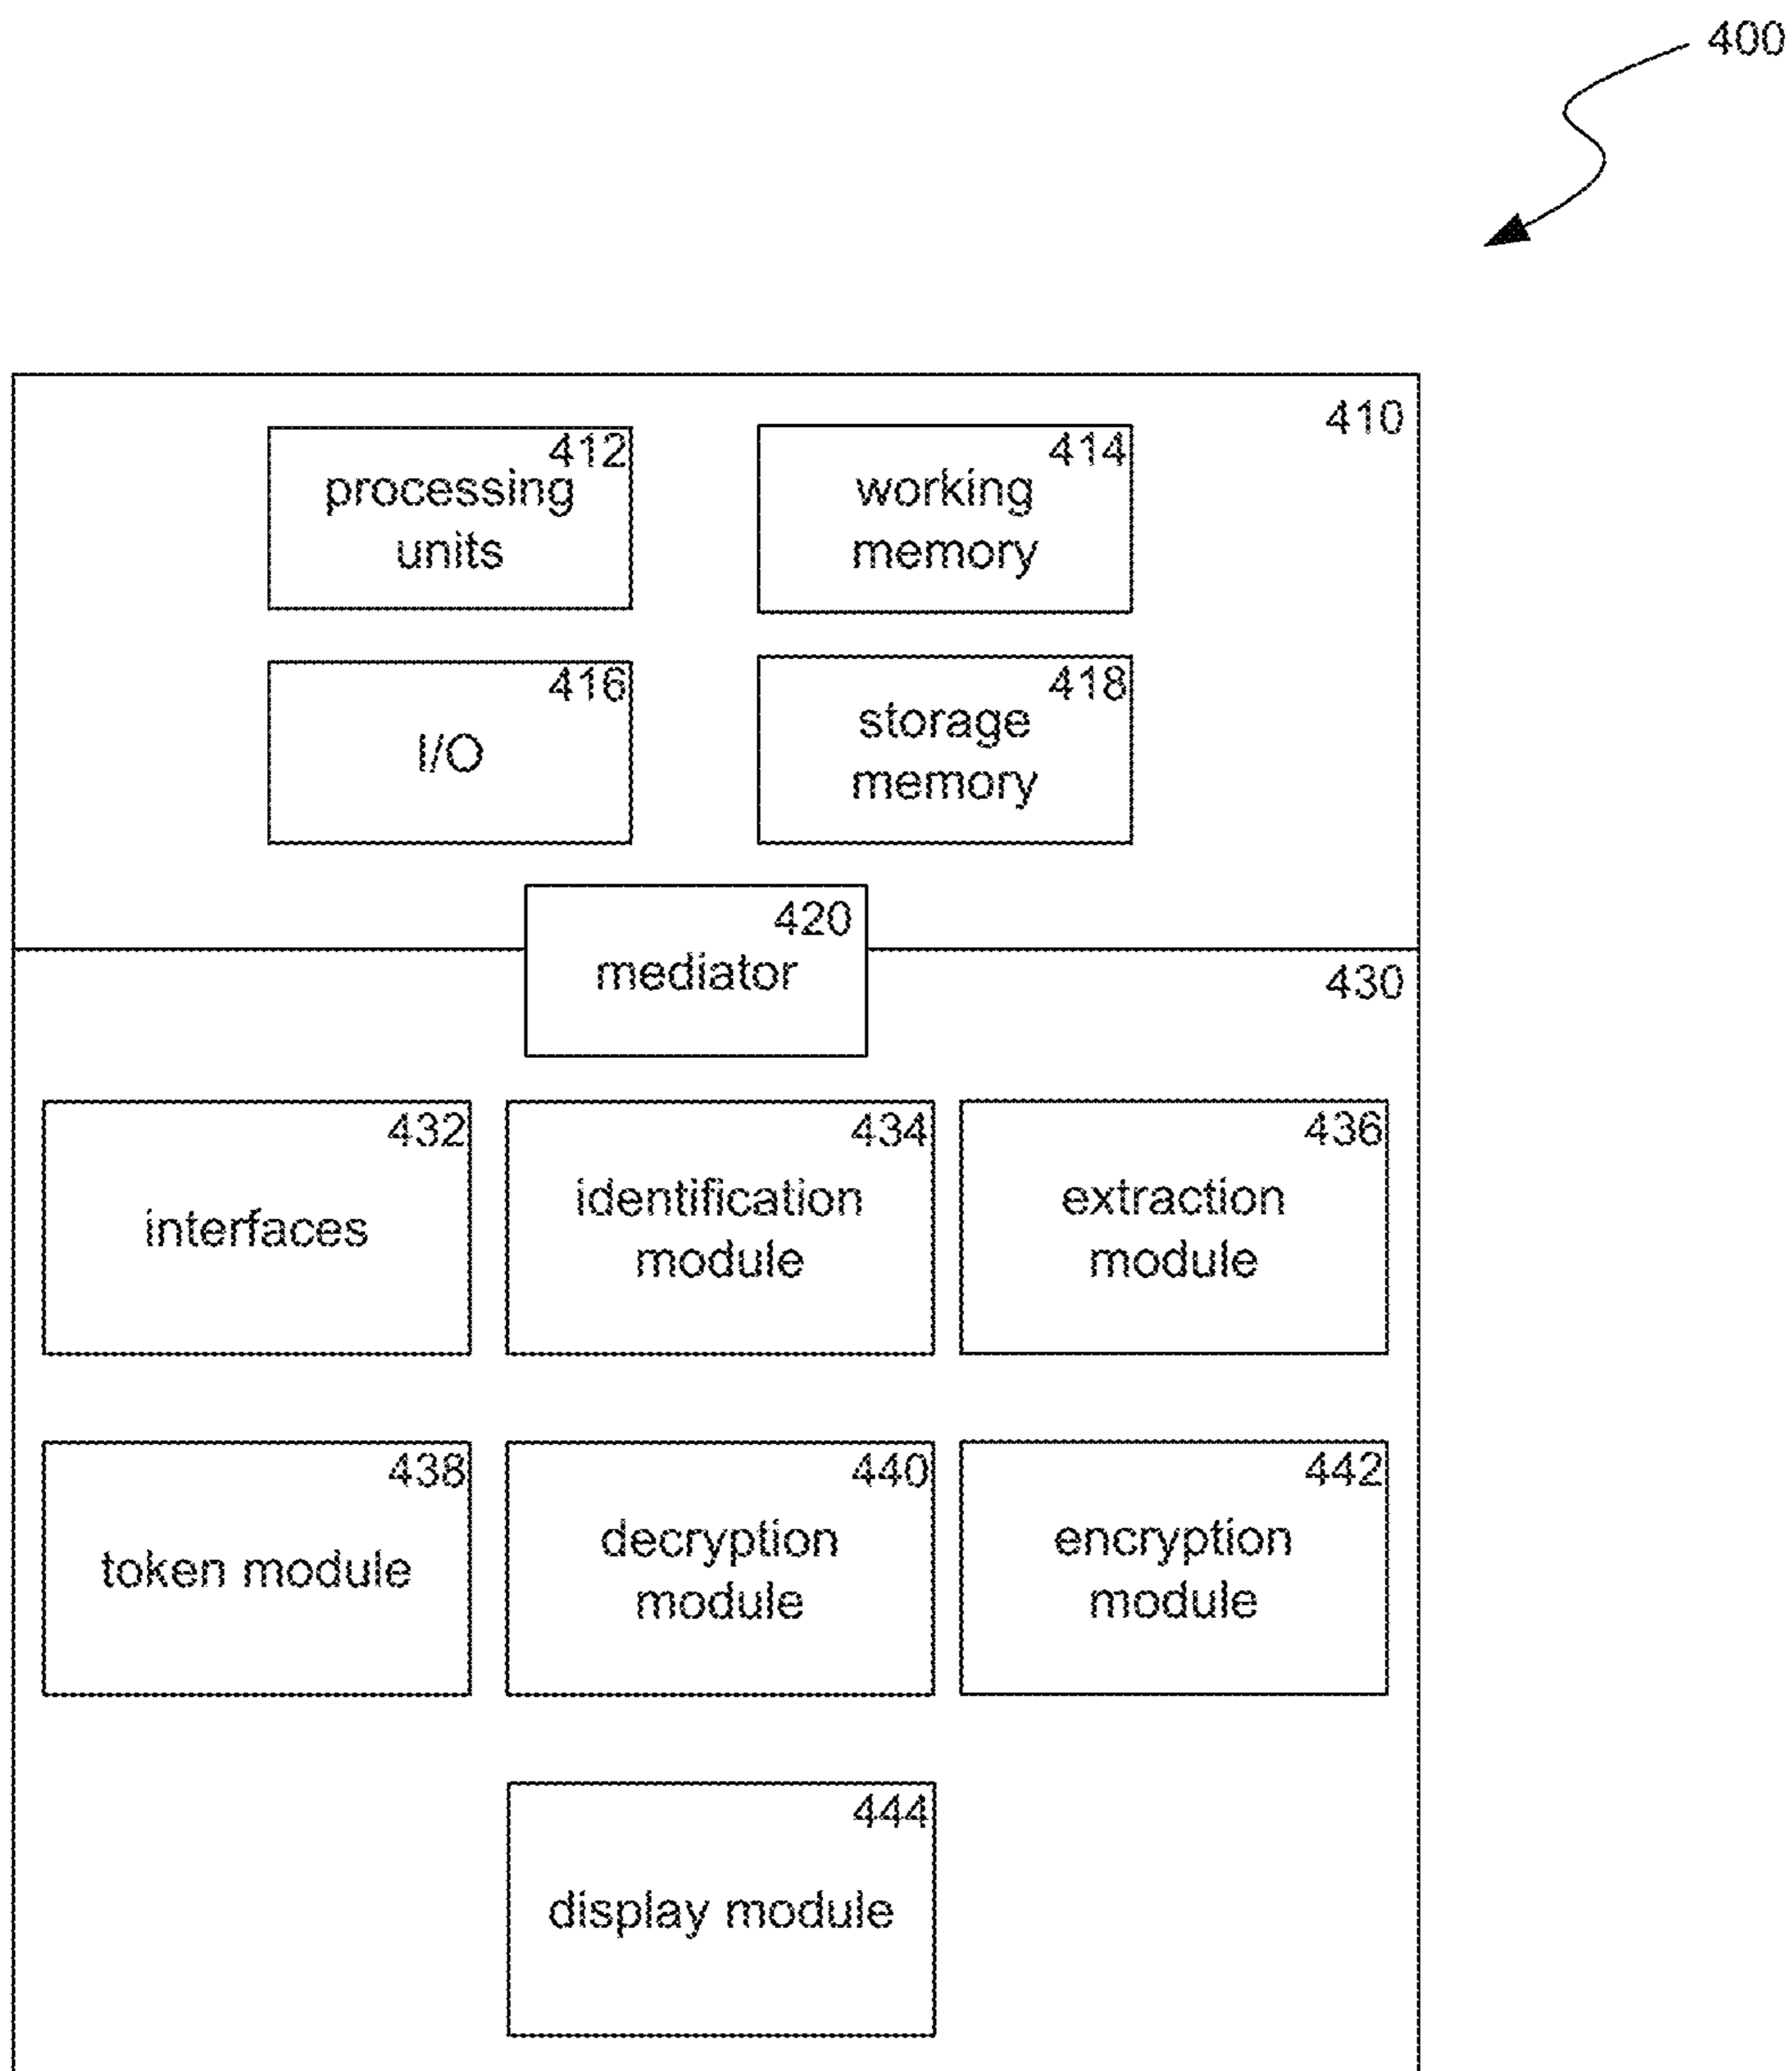 400
410
412
processing
units
414
working
memory
416
I/O
418
storage
memory
420
mediator
430
432
interfaces
434
identification
module
436
extraction
module
438
token module
440
decryption
module
442
encryption
module
444
display module